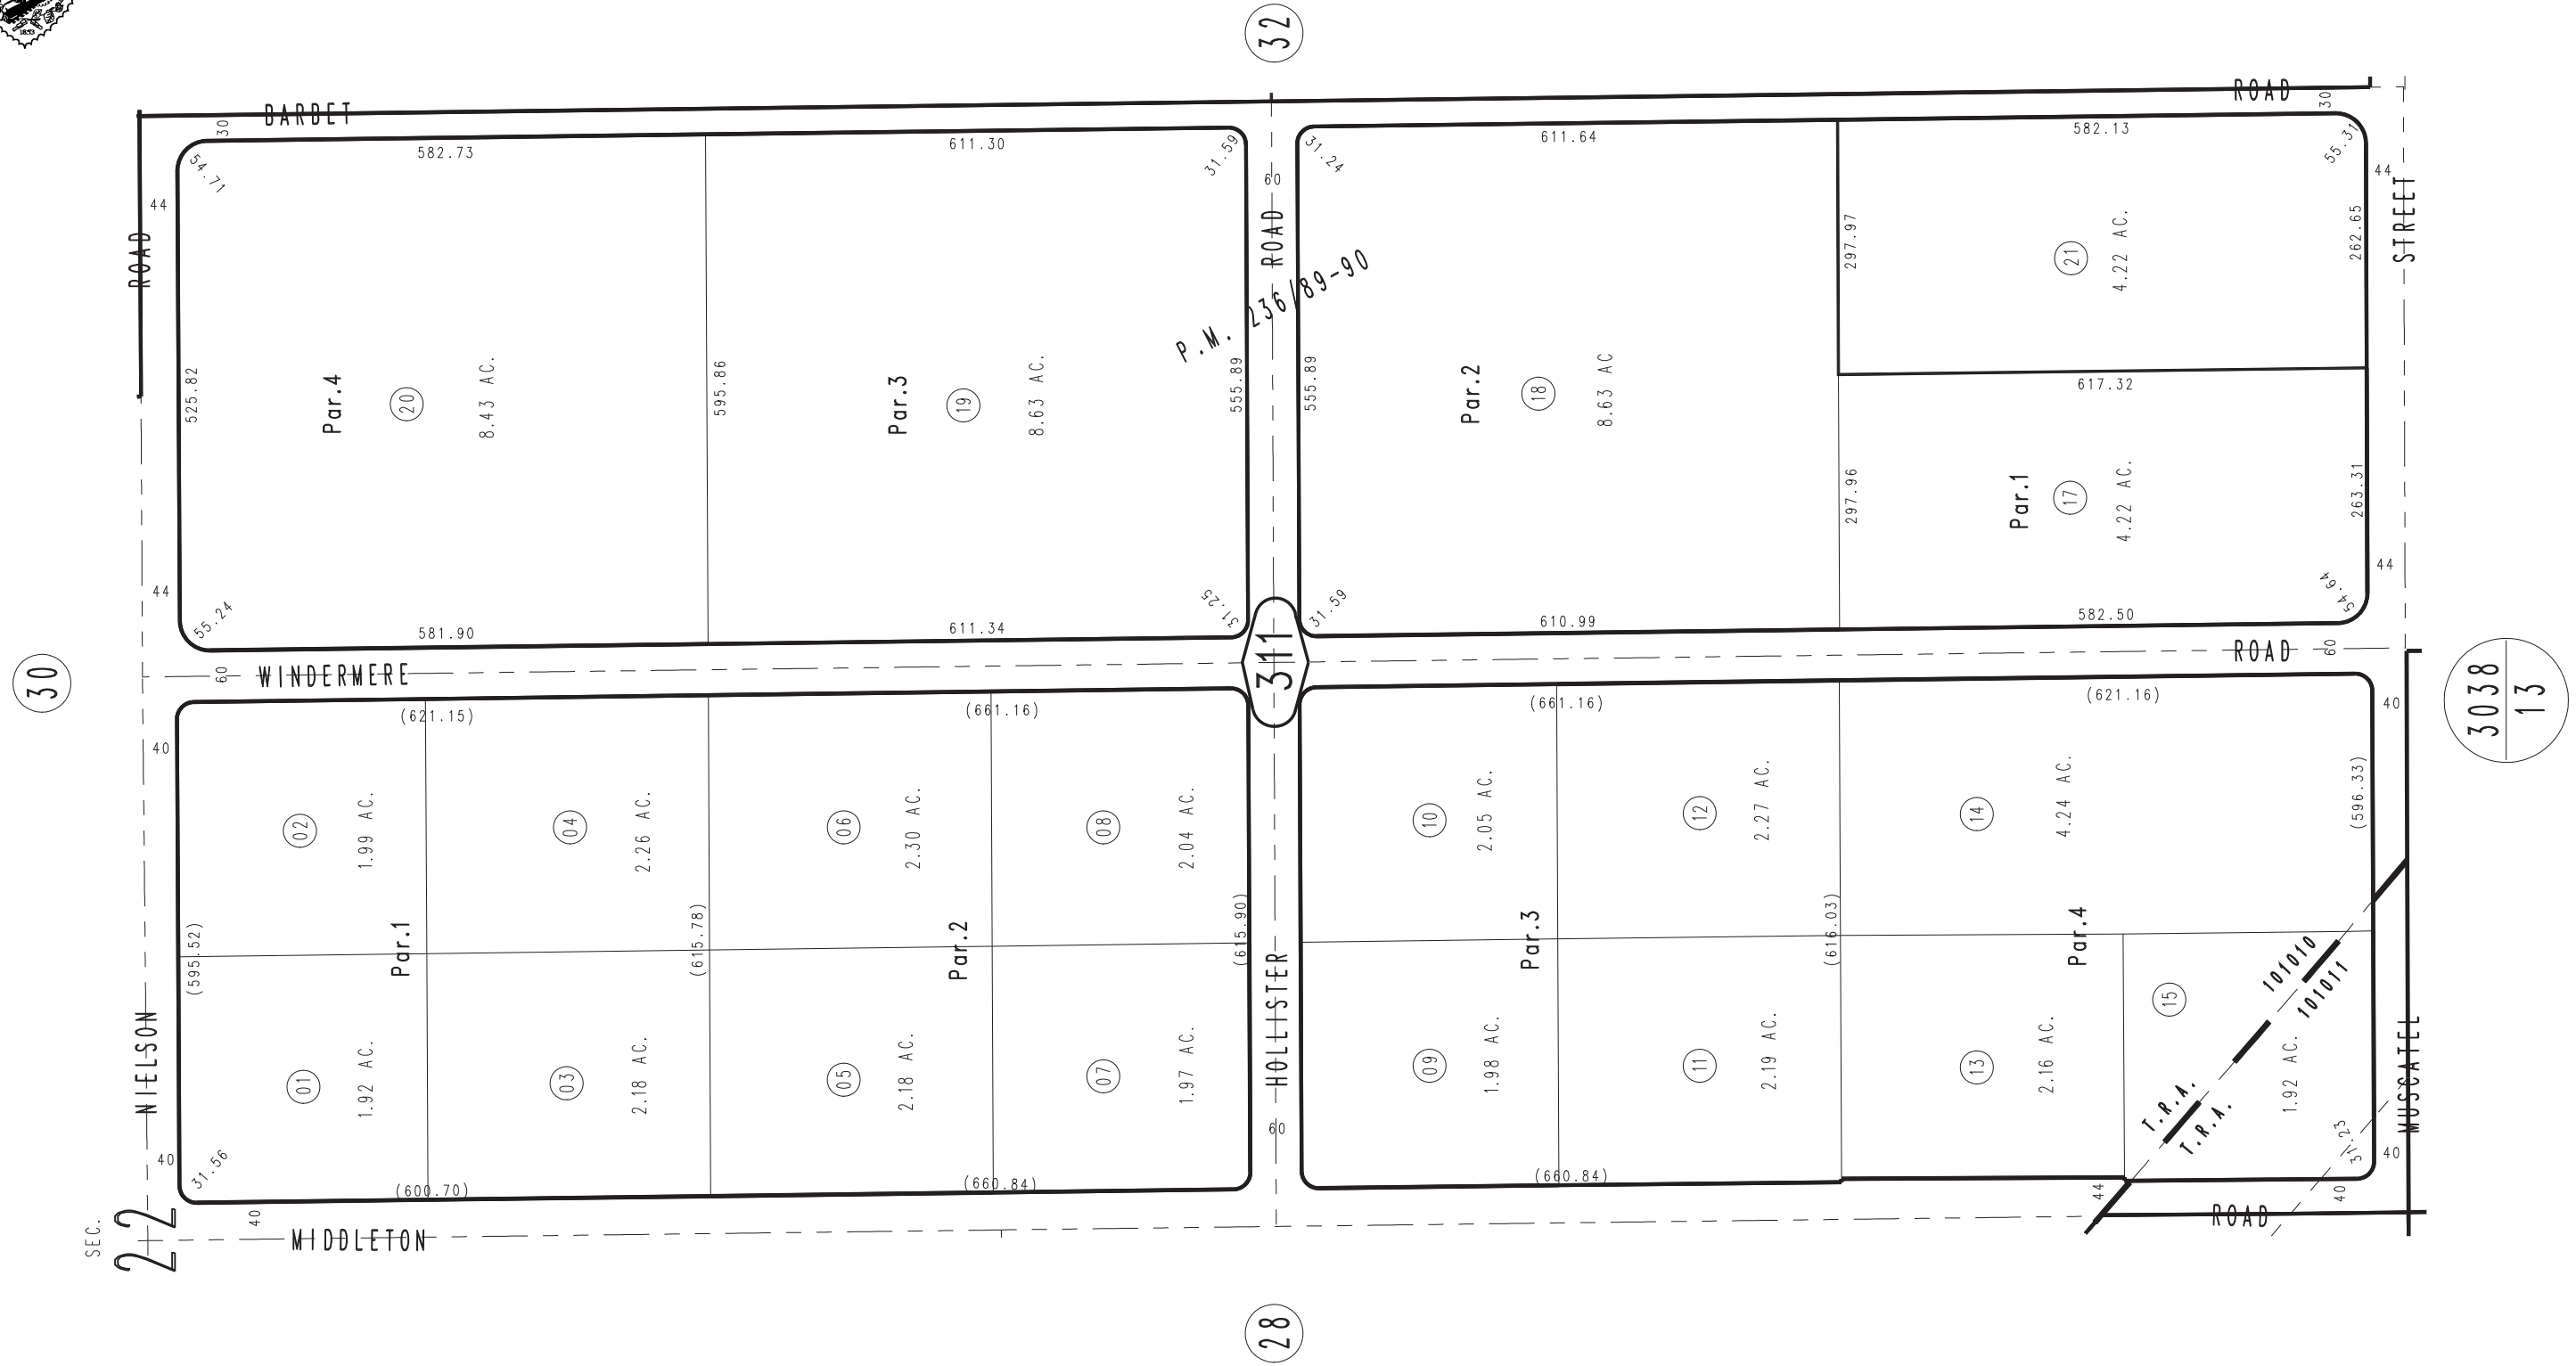 1853
32
BARBET ROAD
30
30
582.73
611.30
611.64
582.13
54.71
31.59
31.24
55.31
44
60
44
ROAD
ROAD
STREET
P.M. 236/89-90
297.97
21
4.22 AC.
262.65
525.82
Par.4
20
8.43 AC.
595.86
Par.3
19
8.63 AC.
555.89
555.89
Par.2
18
8.63 AC
617.32
297.96
Par.1
17
4.22 AC.
263.31
44
44
55.24
31.25
31.59
54.64
581.90
611.34
610.99
582.50
30
60
WINDERMERE
311
ROAD
60
3038
13
(621.15)
(661.16)
(661.16)
(621.16)
40
40
02
1.99 AC.
04
2.26 AC.
06
2.30 AC.
08
2.04 AC.
10
2.05 AC.
12
2.27 AC.
14
4.24 AC.
(596.33)
(595.52)
Par.1
(615.78)
Par.2
(615.90)
Par.3
(616.03)
Par.4
101010
101011
15
NIELSON
HOLLISTER
MUSCATEL
01
1.92 AC.
03
2.18 AC.
05
2.18 AC.
07
1.97 AC.
09
1.98 AC.
11
2.19 AC.
13
2.16 AC.
1.92 AC.
T.R.A.
T.R.A.
60
40
31.56
31.23
40
(600.70)
(660.84)
(660.84)
44
40
SEC.
22
40
MIDDLETON
ROAD
28